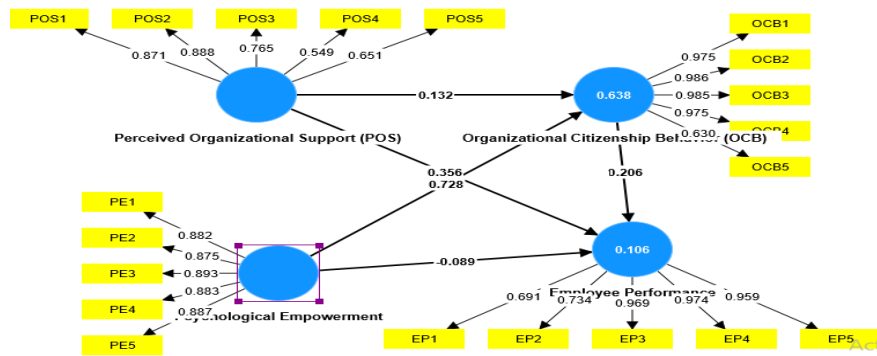 POS1 POS2 POS3 POS4 POS5
0.871 0.888 0.765 0.549 0.651
OCB1
OCB2
OCB3
OCB4
OCB5
0.975
0.986
0.985
0.975
0.630
0.132
0.638
Perceived Organizational Support (POS)
Organizational Citizenship Behavior (OCB)
0.356
0.728
0.206
PE1
PE2
PE3
PE4
PE5
0.882
0.875
0.893
0.883
0.887
-0.089
0.106
Psychological Empowerment
Employee Performance
0.691 0.734 0.969 0.974 0.959
EP1 EP2 EP3 EP4 EP5